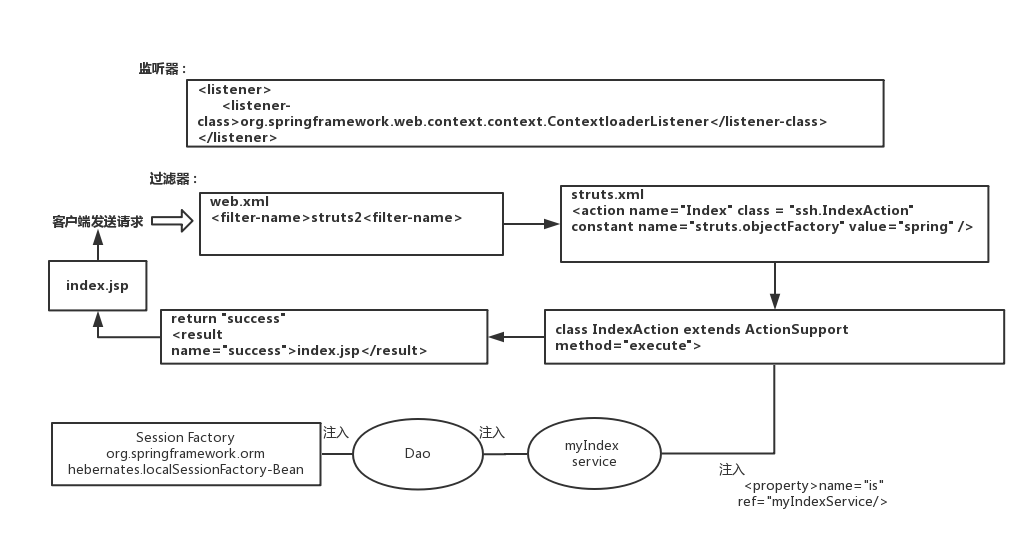 监听器：
<listener>
<listener-
class>org.springframework.web.context.context.ContextloaderListener</listener-class>
</listener>
过滤器：
web.xml
<filter-name>struts2<filter-name>
struts.xml
<action name="Index" class = "ssh.IndexAction"
constant name="struts.objectFactory" value="spring" />
客户端发送请求
index.jsp
return "success"
<result
name="success">index.jsp</result>
class IndexAction extends ActionSupport
method="execute">
Session Factory
org.springframework.orm
hebernates.localSessionFactory-Bean
注入
Dao
注入
myIndex
service
注入
<property>name="is"
ref="myIndexService/>